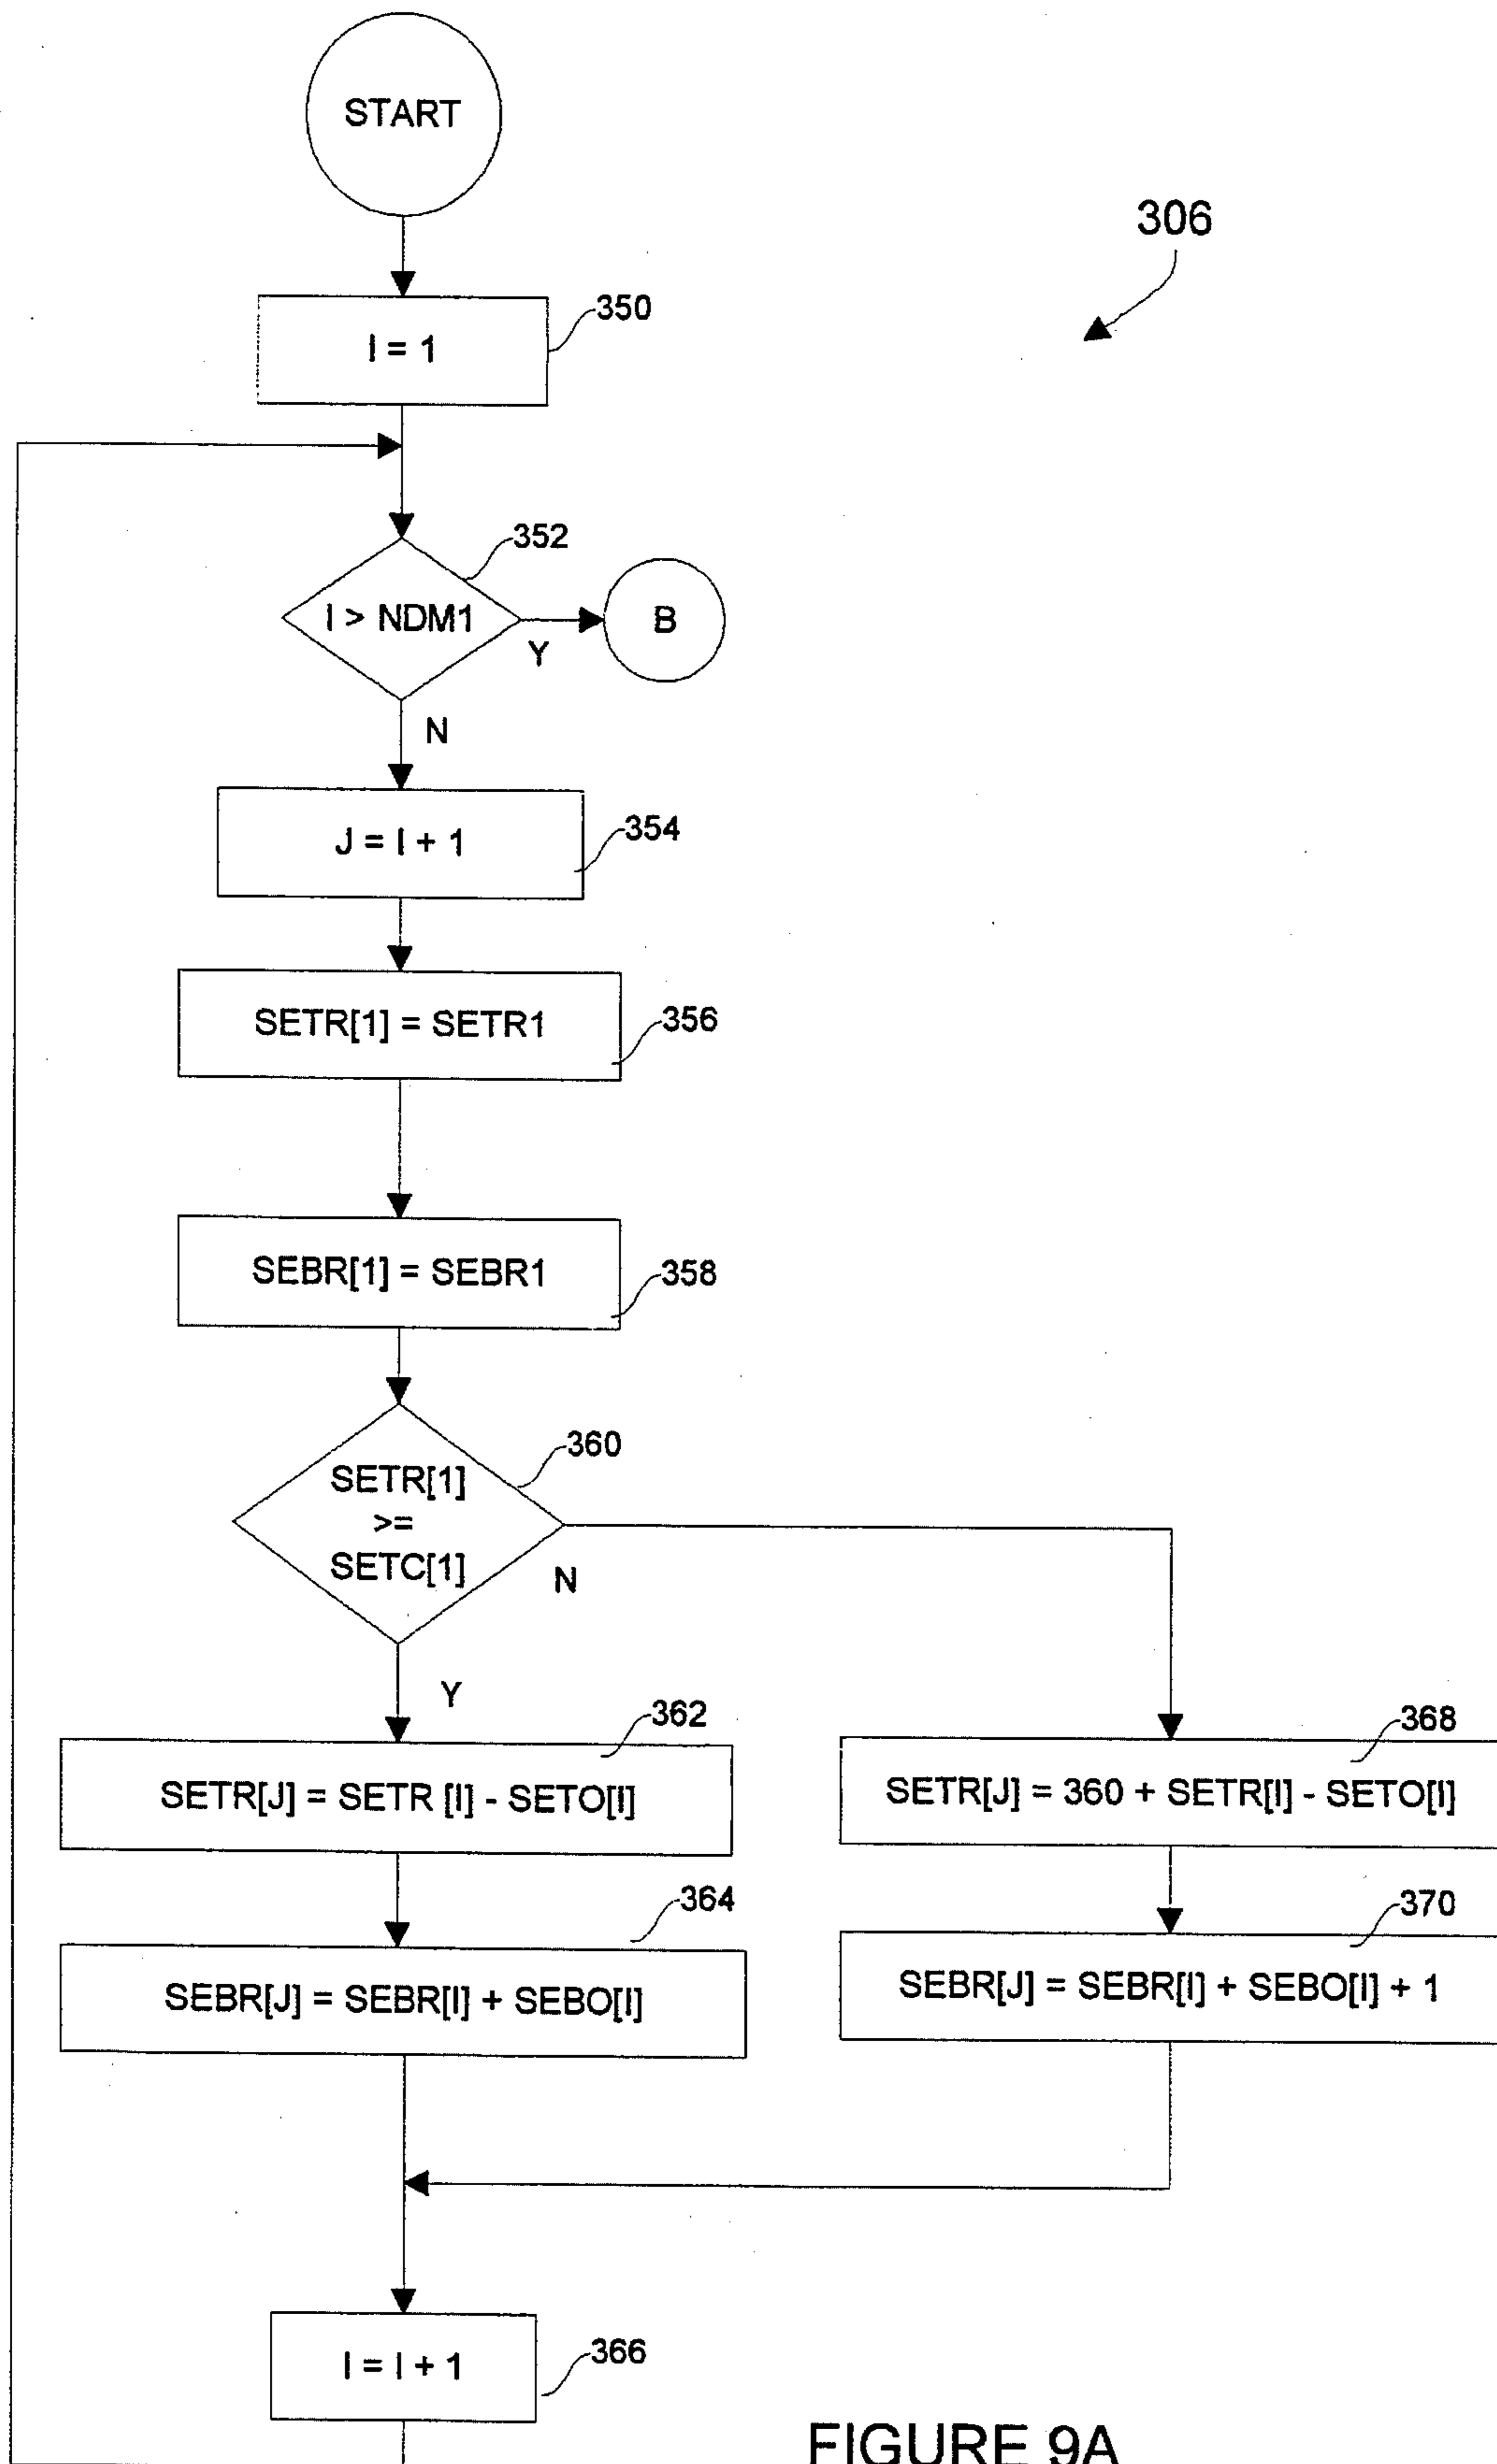 START
306
350
I = 1
352
I > NDM1
Y
B
N
J = I + 1
354
SETR[1] = SETR1
356
SEBR[1] = SEBR1
358
360
SETR[1]
>=
SETC[1]
N
Y
362
SETR[J] = SETR [I] - SETO[I]
368
SETR[J] = 360 + SETR[I] - SETO[I]
364
SEBR[J] = SEBR[I] + SEBO[I]
370
SEBR[J] = SEBR[I] + SEBO[I] + 1
I = I + 1
366
FIGURE 9A